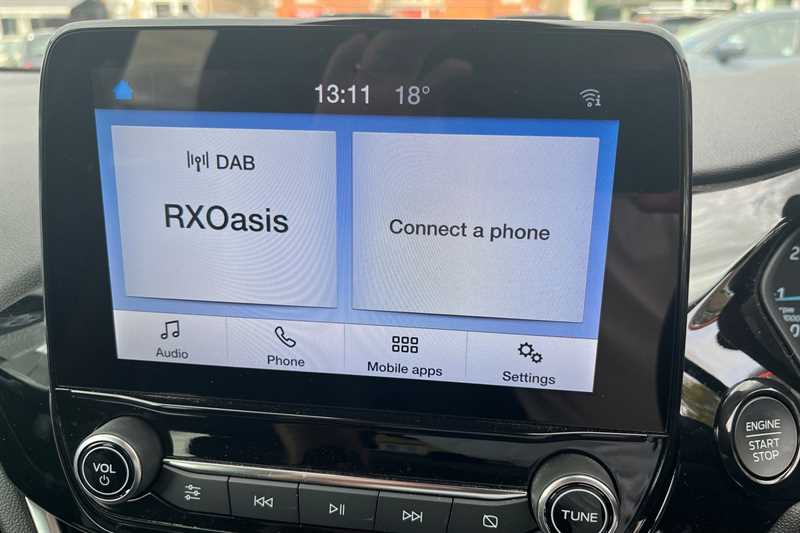 13:11 18°
DAB
RXOasis
Connect a phone
Audio
Phone
Mobile apps
Settings
ENGINE
START
STOP
VOL
TUNE